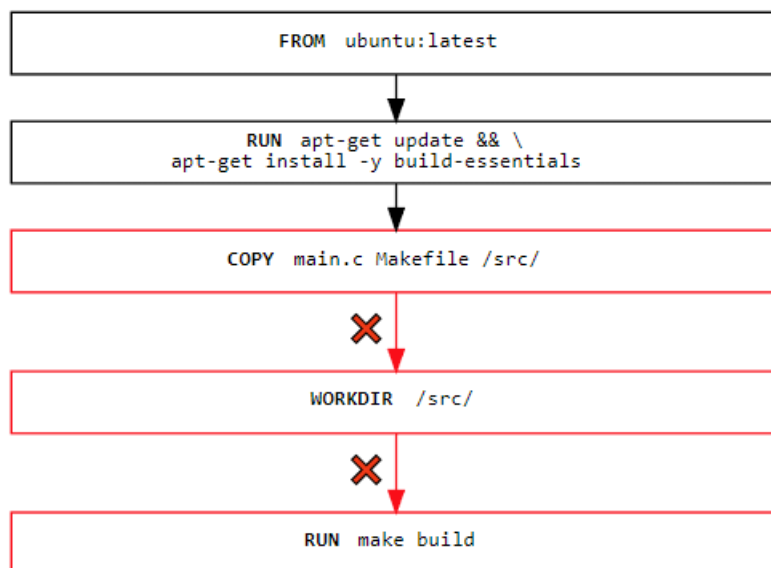 FROM ubuntu:latest
RUN apt-get update && \
apt-get install -y build-essentials
COPY main.c Makefile /src/
WORKDIR /src/
RUN make build